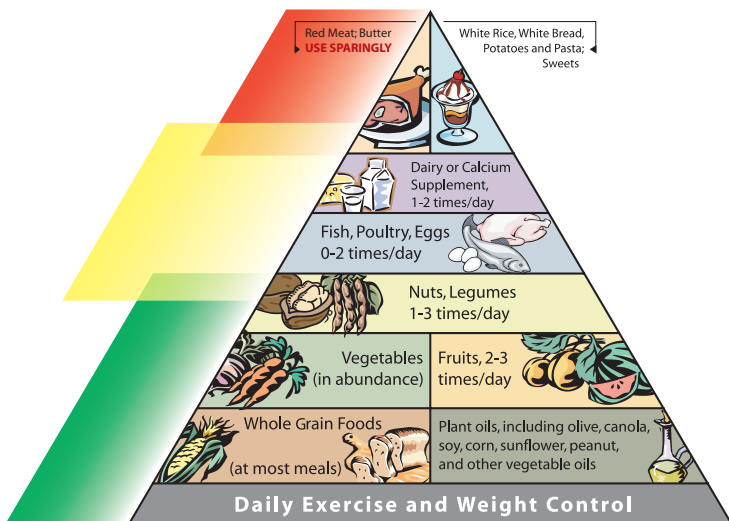 Red Meat; Butter
USE SPARINGLY
White Rice, White Bread,
Potatoes and Pasta;
Sweets
Dairy or Calcium
Supplement,
1-2 times/day
Fish, Poultry, Eggs
0-2 times/day
Nuts, Legumes
1-3 times/day
Vegetables
(in abundance)
Fruits, 2-3
times/day
Whole Grain Foods
(at most meals)
Plant oils, including olive, canola,
soy, corn, sunflower, peanut,
and other vegetable oils
Daily Exercise and Weight Control